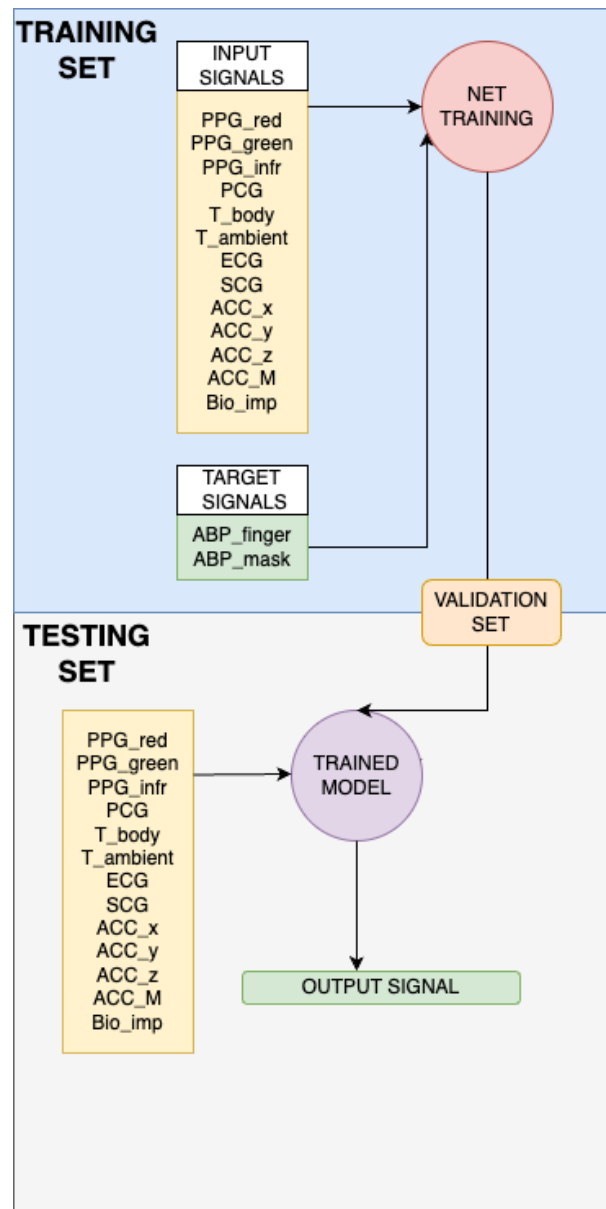 TRAINING
SET
INPUT
SIGNALS
PPG_red
PPG_green
PPG_infr
PCG
T_body
T_ambient
ECG
SCG
ACC_x
ACC_y
ACC_z
ACC_M
Bio_imp
NET
TRAINING
TARGET
SIGNALS
ABP_finger
ABP_mask
VALIDATION
SET
TESTING
SET
PPG_red
PPG_green
PPG_infr
PCG
T_body
T_ambient
ECG
SCG
ACC_x
ACC_y
ACC_z
ACC_M
Bio_imp
TRAINED
MODEL
OUTPUT SIGNAL